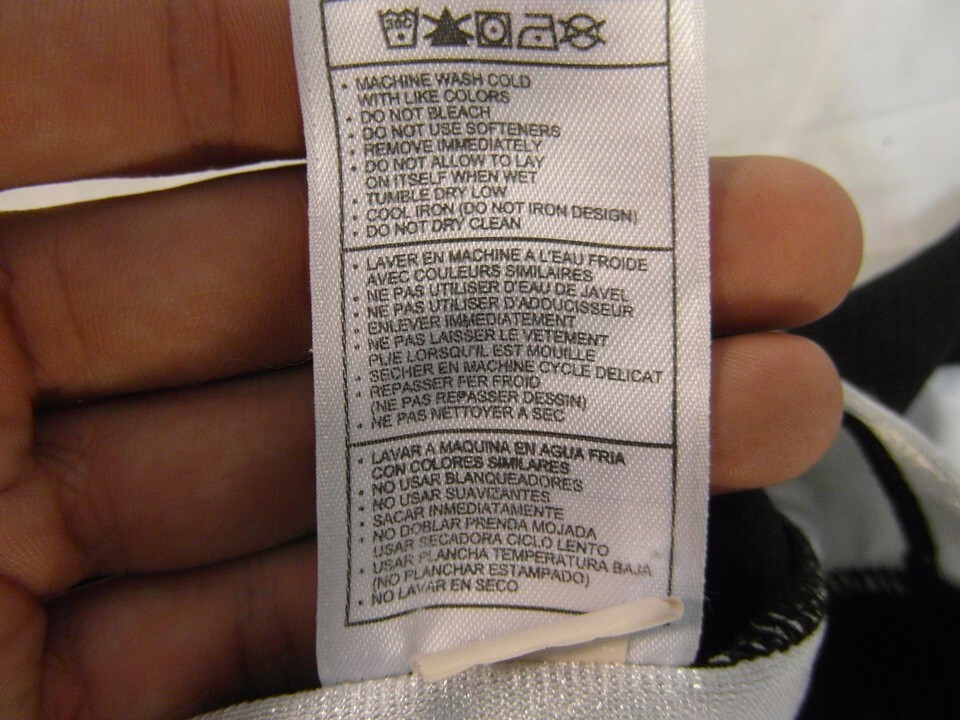 30C
• MACHINE WASH COLD
WITH LIKE COLORS
• DO NOT BLEACH
• DO NOT USE SOFTENERS
• REMOVE IMMEDIATELY
• DO NOT ALLOW TO LAY
ON ITSELF WHEN WET
• TUMBLE DRY LOW
• COOL IRON (DO NOT IRON DESIGN)
• DO NOT DRY CLEAN
• LAVER EN MACHINE A L'EAU FROIDE
AVEC COULEURS SIMILAIRES
• NE PAS UTILISER D'EAU DE JAVEL
• NE PAS UTILISER D'ADOUCISSEUR
• ENLEVER IMMEDIATEMENT
• NE PAS LAISSER LE VETEMENT
PLIE LORSQU'IL EST MOUILLE
• SECHER EN MACHINE CYCLE DELICAT
• REPASSER FER FROID
(NE PAS REPASSER DESSIN)
• NE PAS NETTOYER A SEC
• LAVAR A MAQUINA EN AGUA FRIA
CON COLORES SIMILARES
• NO USAR BLANQUEADORES
• NO USAR SUAVIZANTES
• SACAR INMEDIATAMENTE
• NO DOBLAR PRENDA MOJADA
• USAR SECADORA CICLO LENTO
• USAR PLANCHA TEMPERATURA BAJA
(NO PLANCHAR ESTAMPADO)
• NO LAVAR EN SECO